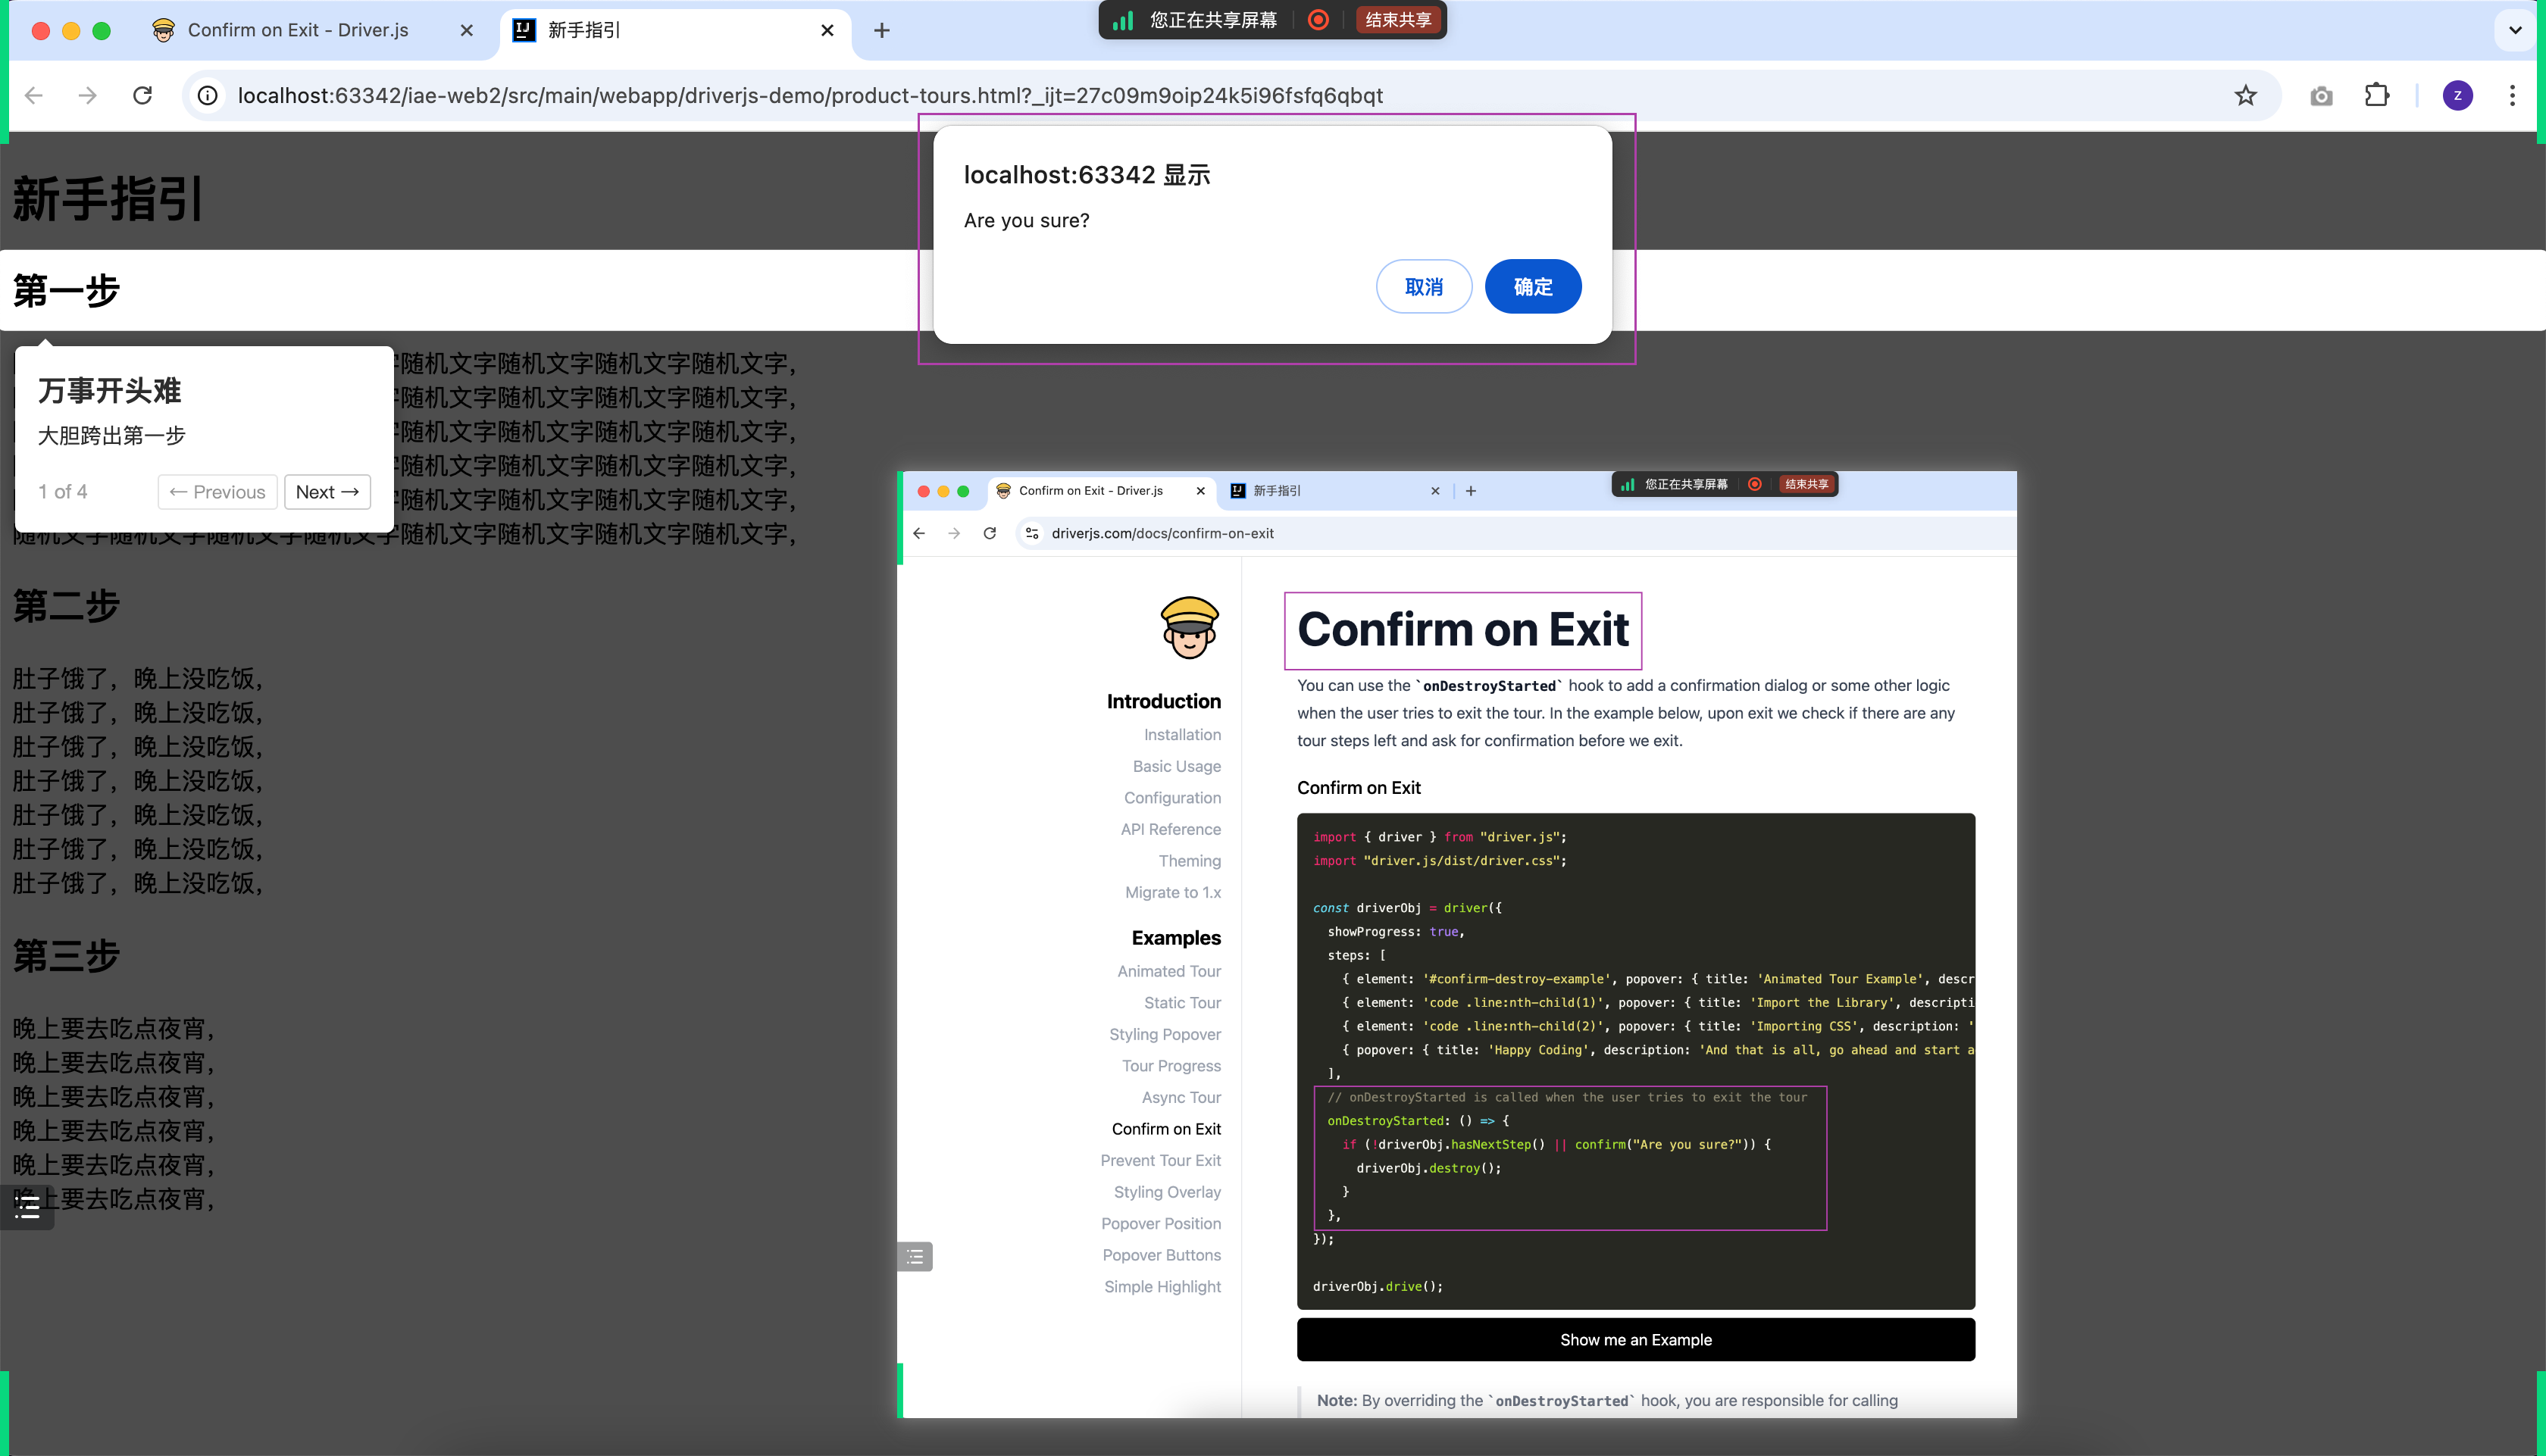 Confirm on Exit - Driver.js
新手指引
您正在共享屏幕
结束共享
localhost:63342/iae-web2/src/main/webapp/driverjs-demo/product-tours.html?_ijt=27c09m9oip24k5i96fsfq6qbqt
Z
localhost:63342 显示
Are you sure?
取消
确定
新手指引
第一步
万事开头难
大胆跨出第一步
1 of 4
← Previous
Next →
字随机文字随机文字随机文字随机文字,
字随机文字随机文字随机文字随机文字,
字随机文字随机文字随机文字随机文字,
字随机文字随机文字随机文字随机文字,
字随机文字随机文字随机文字随机文字,
随机文字随机文字随机文字随机文字随机文字随机文字随机文字随机文字,
第二步
肚子饿了，晚上没吃饭,
肚子饿了，晚上没吃饭,
肚子饿了，晚上没吃饭,
肚子饿了，晚上没吃饭,
肚子饿了，晚上没吃饭,
肚子饿了，晚上没吃饭,
肚子饿了，晚上没吃饭,
第三步
晚上要去吃点夜宵,
晚上要去吃点夜宵,
晚上要去吃点夜宵,
晚上要去吃点夜宵,
晚上要去吃点夜宵,
晚上要去吃点夜宵,
Confirm on Exit - Driver.js
新手指引
您正在共享屏幕
结束共享
driverjs.com/docs/confirm-on-exit
Introduction
Installation
Basic Usage
Configuration
API Reference
Theming
Migrate to 1.x
Examples
Animated Tour
Static Tour
Styling Popover
Tour Progress
Async Tour
Confirm on Exit
Prevent Tour Exit
Styling Overlay
Popover Position
Popover Buttons
Simple Highlight
Confirm on Exit
You can use the `onDestroyStarted` hook to add a confirmation dialog or some other logic
when the user tries to exit the tour. In the example below, upon exit we check if there are any
tour steps left and ask for confirmation before we exit.
Confirm on Exit
import { driver } from "driver.js";
import "driver.js/dist/driver.css";
const driverObj = driver({
showProgress: true,
steps: [
{ element: '#confirm-destroy-example', popover: { title: 'Animated Tour Example', descr
{ element: 'code .line:nth-child(1)', popover: { title: 'Import the Library', descripti
{ element: 'code .line:nth-child(2)', popover: { title: 'Importing CSS', description: '
{ popover: { title: 'Happy Coding', description: 'And that is all, go ahead and start a
],
// onDestroyStarted is called when the user tries to exit the tour
onDestroyStarted: () => {
if (!driverObj.hasNextStep() || confirm("Are you sure?")) {
driverObj.destroy();
}
},
});
driverObj.drive();
Show me an Example
Note: By overriding the `onDestroyStarted` hook, you are responsible for calling